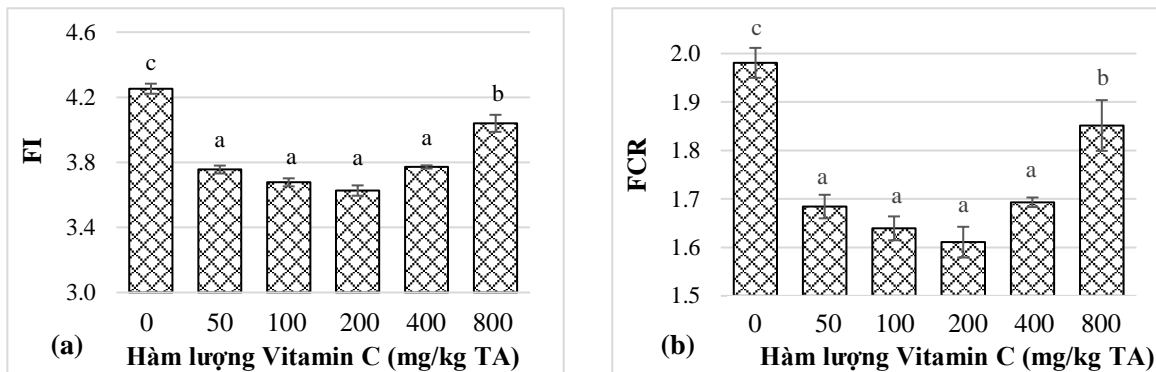 4.6
4.2
3.8
3.4
3.0
FI
c
a
a
a
a
b
0 50 100 200 400 800
(a) Hàm lượng Vitamin C (mg/kg TA)
2.0
1.9
1.8
1.7
1.6
1.5
FCR
c
a
a
a
a
b
0 50 100 200 400 800
(b) Hàm lượng Vitamin C (mg/kg TA)